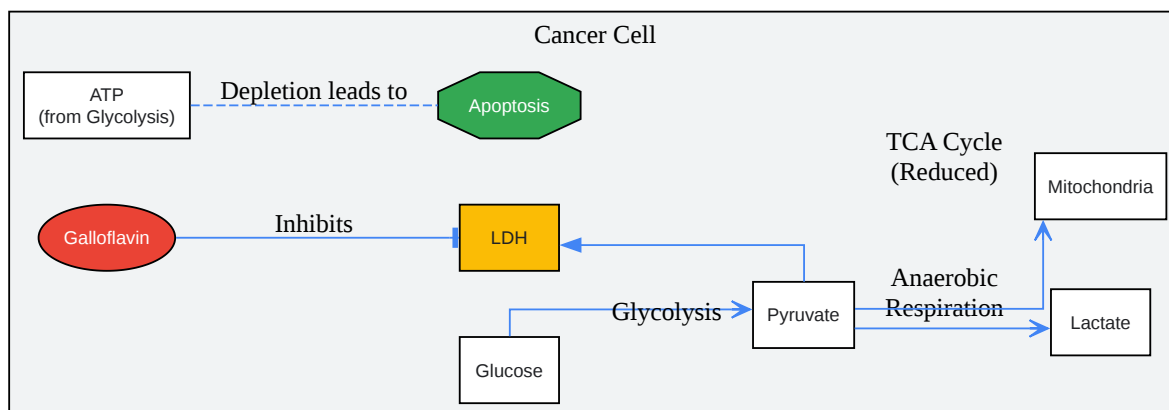 Cancer Cell
ATP
(from Glycolysis)
Depletion leads to
Apoptosis
TCA Cycle
(Reduced)
Mitochondria
Galloflavin
Inhibits
LDH
Anaerobic
Respiration
Glycolysis
Pyruvate
Lactate
Glucose